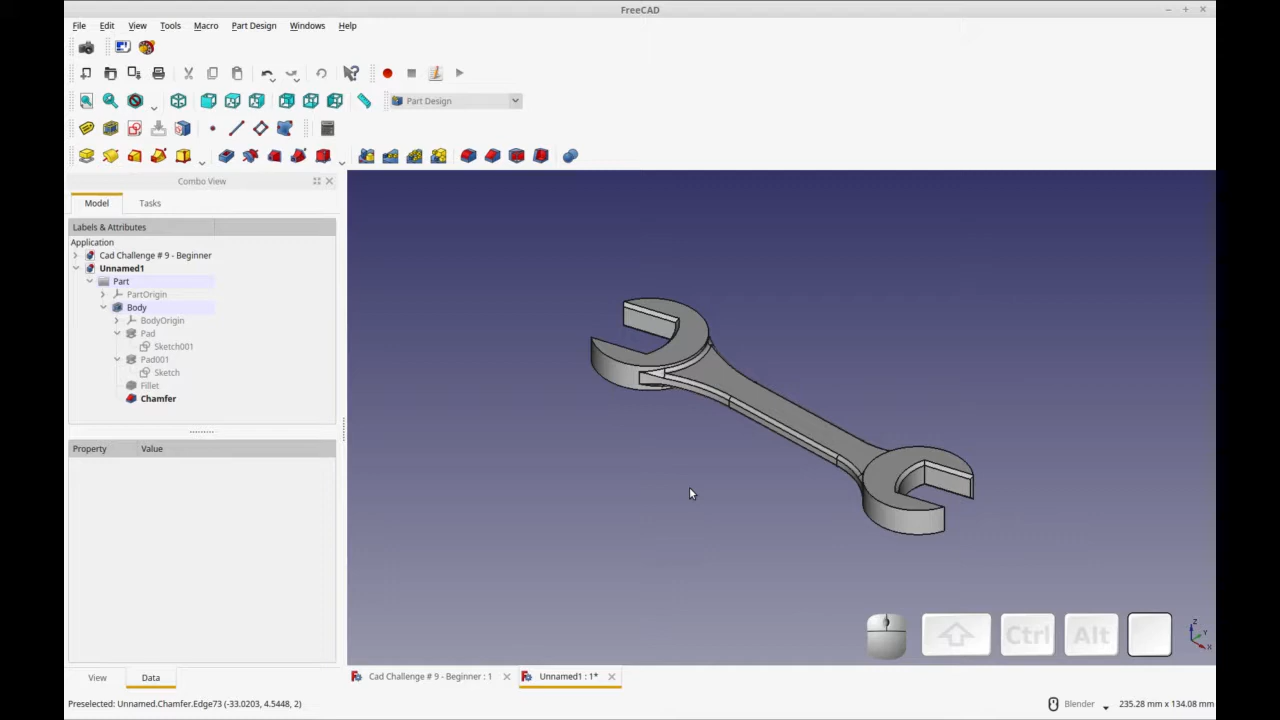 FreeCAD
File Edit View Tools Macro Part Design Windows Help
Part Design
Combo View
Model Tasks
Labels & Attributes
Application
Cad Challenge # 9 - Beginner
Unnamed1
Part
PartOrigin
Body
BodyOrigin
Pad
Sketch001
Pad001
Sketch
Fillet
Chamfer
Property Value
Ctrl Alt
Z
Y
X
View Data
Cad Challenge # 9 - Beginner : 1
Unnamed1 : 1*
Preselected: Unnamed.Chamfer.Edge73 (-33.0203, 4.5448, 2)
Blender
235.28 mm x 134.08 mm